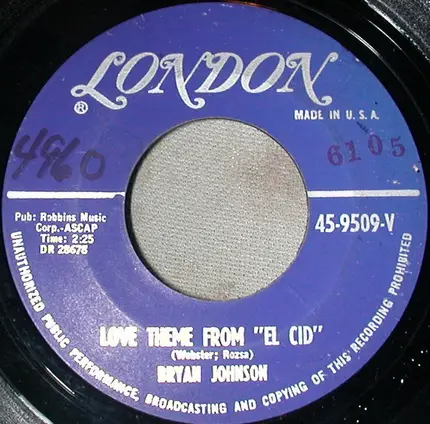 LONDON
®
MADE IN U. S. A.
4960
6105
Pub: Robbins Music
Corp.-ASCAP
Time: 2:25
DR 28678
45-9509-V
LOVE THEME FROM "EL CID"
(Webster; Rozsa)
BRYAN JOHNSON
UNAUTHORIZED PUBLIC PERFORMANCE, BROADCASTING AND COPYING OF THIS RECORDING PROHIBITED